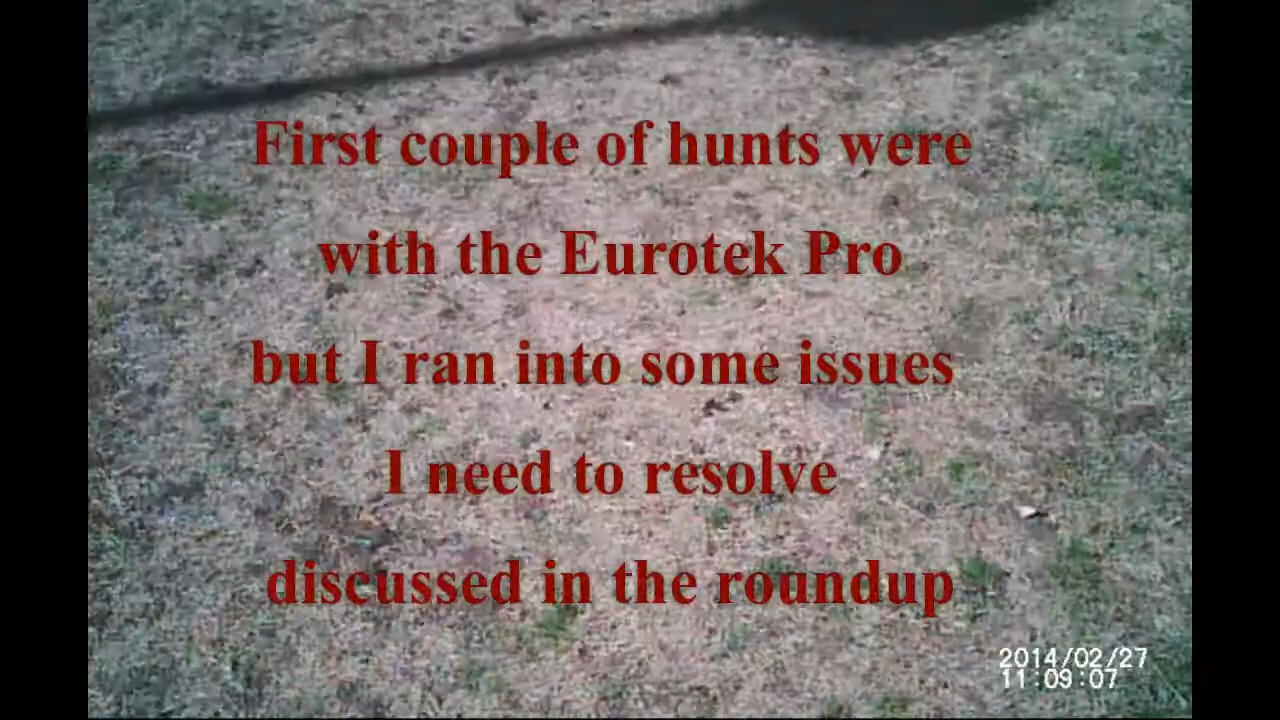 First couple of hunts were
with the Eurotek Pro
but I ran into some issues
I need to resolve
discussed in the roundup
2014/02/27
11:09:07